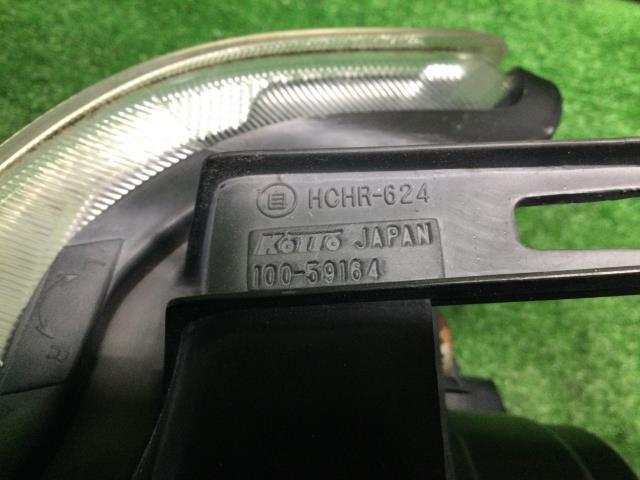 HCHR-624
KOITO JAPAN
100-59164
L
R